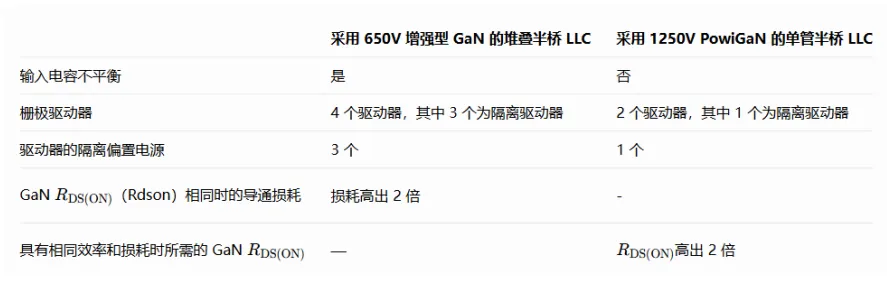 采用 650V 增强型 GaN 的堆叠半桥 LLC 采用 1250V PowiGaN 的单管半桥 LLC
输入电容不平衡 是 否
栅极驱动器 4 个驱动器，其中 3 个为隔离驱动器 2 个驱动器，其中 1 个为隔离驱动器
驱动器的隔离偏置电源 3 个 1 个
GaN R_DS(ON)（Rdson）相同时的导通损耗 损耗高出 2 倍 -
具有相同效率和损耗时所需的 GaN R_DS(ON) — R_DS(ON)高出 2 倍